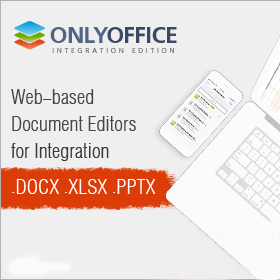 ONLYOFFICE
INTEGRATION EDITION
Web–based
Document Editors
for Integration
.DOCX .XLSX .PPTX